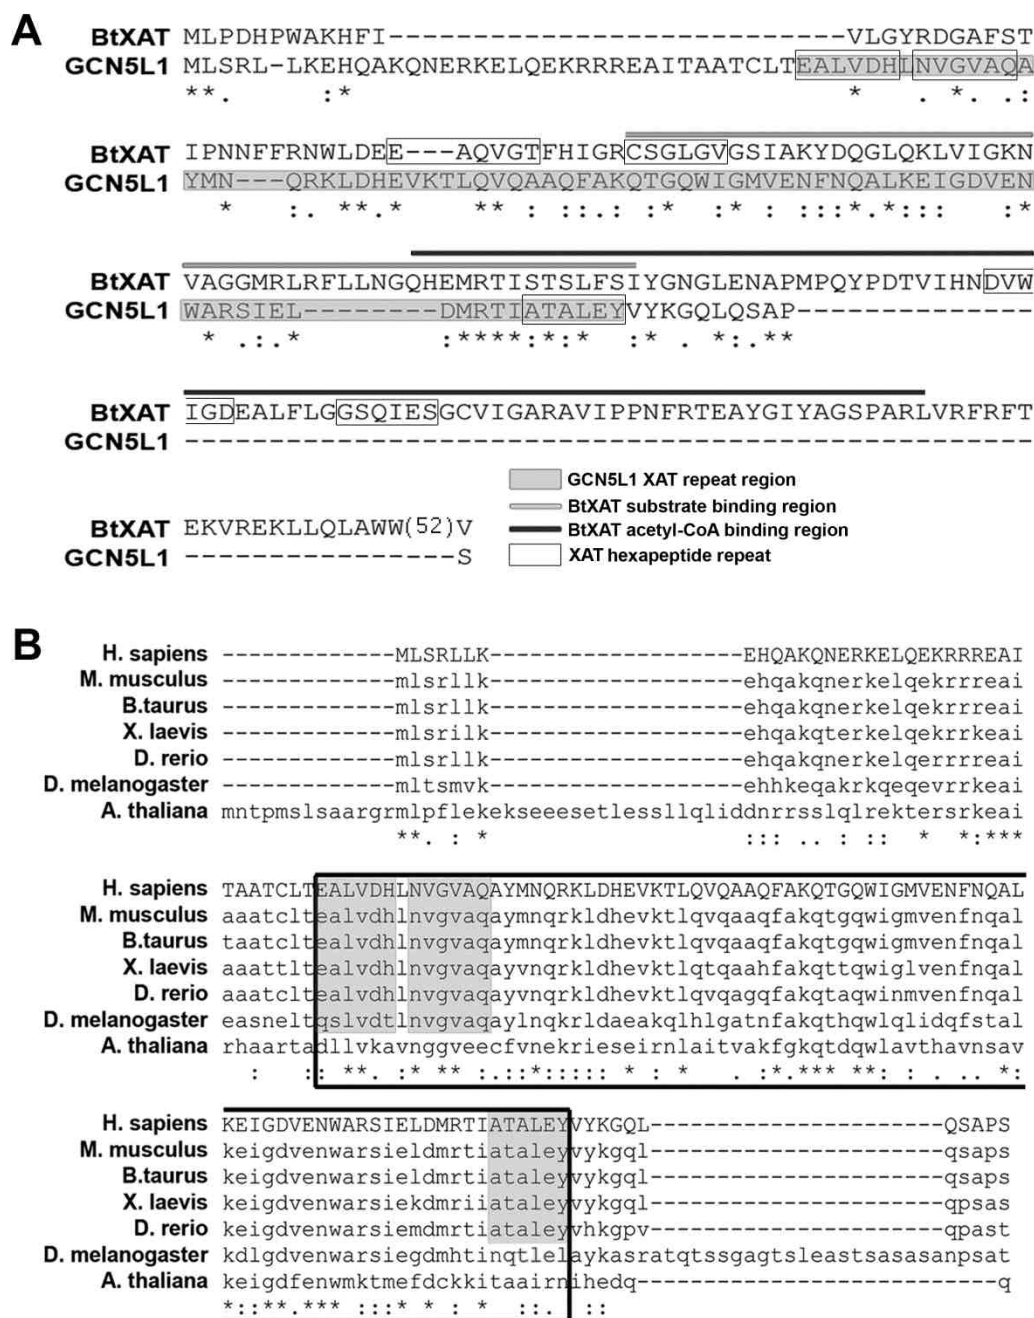 A
BtXAT MLPDHPWAKHFI---------------------------VLGYRDGAFST
GCN5L1 MLSRL-LKEHQAKQNERKELQEKRRREAITAATCLTEALVDHLNVGVAQA
**. :* * . *. .:
BtXAT IPNNFFRNWLDEE---AQVGTFHIGRCSGLGVGSIAKYDQGLQKLVIGKN
GCN5L1 YMN---QRKLDHEVKTLQVQAAQFAKQTGQWIGMVENFNQALKEIGDVEN
* :. **.* ** : ::.: :* :* : ::*.*::: :*
BtXAT VAGGMRLRFLLNGQHEMRTISTSLFSIYGNGLENAPMPQYPDTVIHNDVW
GCN5L1 WARSIEL--------DMRTIATALEYVYKGQLQSAP--------------
* .:.* :****:*:* :* . *:.**
BtXAT IGDEALFLGGSQIESGCVIGARAVIPPNFRTEAYGIYAGSPARLVRFRFT
GCN5L1 --------------------------------------------------
BtXAT EKVREKLLQLAWW(52)V
GCN5L1 ----------------S
GCN5L1 XAT repeat region
BtXAT substrate binding region
BtXAT acetyl-CoA binding region
XAT hexapeptide repeat
B
H. sapiens ---------------MLSRLLK----------------------EHQAKQNERKELQEKRRREAI
M. musculus ---------------mlsrllk----------------------ehqakqnerkelqekrrreai
B.taurus ---------------mlsrllk----------------------ehqakqnerkelqekrrreai
X. laevis ---------------mlsrilk----------------------ehqakqterkelqekrrreai
D. rerio ---------------mlsrllk----------------------ehqakqnerkelqerrrreai
D. melanogaster ---------------mltsmvk----------------------ehhkeqakrkqeqevrrkeai
A. thaliana mntpmslsaargrmlpflekekseeesetlessllqliddnrrsslqlrekterskeai
**. : * ::: .. : :: * *:***
H. sapiens TAATCLTEALVDHLNVGVAQAYMNQRKLDHEVKTLQVQAAQFAKQTGQWIGMVENFNQAL
M. musculus aaatcltealvdhlnvgvaqaymnqrkldhevktlqvqaaqfakqtgqwigmvenfnqal
B.taurus taatcltealvdhlnvgvaqaymnqrkldhevktlqvqaaqfakqtgqwigmvenfnqal
X. laevis aaattltealvdhlnvgvaqayvnqrkldhevktlqtqaahfakqttqwiglvenfnqal
D. rerio aaatcltealvdhlnvgvaqayvnqrkldhevktlqvqagqfakqtaqwinmvenfnqal
D. melanogaster easneltqslvdtlnvgvaqaylnqkrldaeakqlhlgatnfakqthqwlqlidqfstal
A. thaliana rhaartadllvkavnggveecfvnekrieseirnlaitvakfgkqtdqwlavthavnsav
: : **. :* ** :.::*::::: * : * . :.*** **: . : .. *:
H. sapiens KEIGDVENWARSIELDMRTIATALEYVYKGQL-------------------------QSAPS
M. musculus keigdvenwarsieldmrtiataleyvykgql-------------------------qsaps
B.taurus keigdvenwarsieldmrtiataleyvykgql-------------------------qsaps
X. laevis keigdvenwarsiekdmriiataleyvykgql-------------------------qpsas
D. rerio keigdvenwarsiemdmrtiataleyvhkgpv-------------------------qpast
D. melanogaster kdlgdvenwarsiegdmhtinqtlelaykasratqtssgagtsleastsasasanpsat
A. thaliana keigdfenwmktmefdckkitaairnihedq--------------------------------q
*::**.*** :::* * : * ::. ::